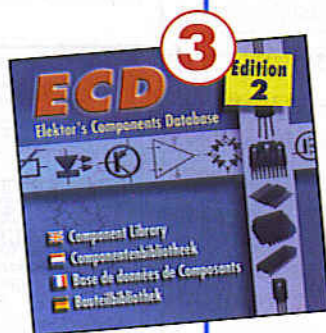 3
ECD
Edition
2
Elektor's Components Database
Component Library
Componentenbibliotheek
Base de données de Composants
Bauteilbibliothek